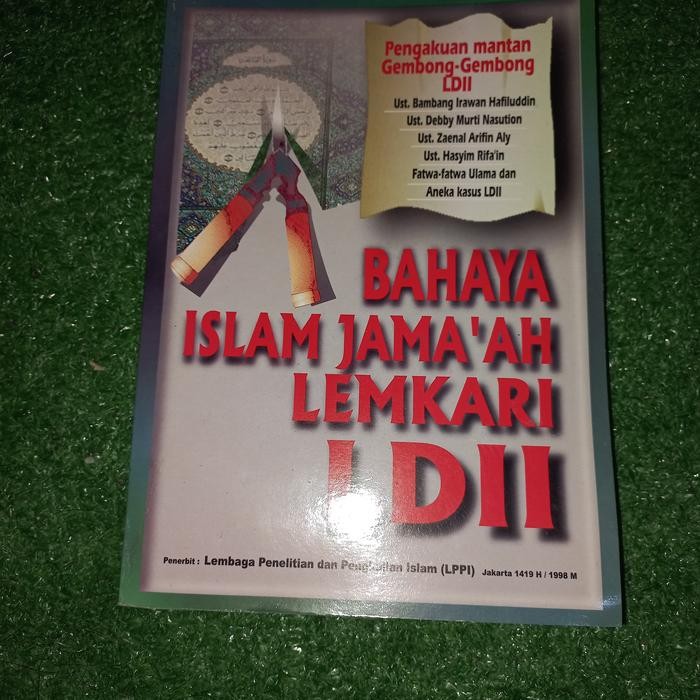 Pengakuan mantan
Gembong-Gembong
LDII
Ust. Bambang Irawan Hafiluddin
Ust. Debby Murti Nasution
Ust. Zaenal Arifin Aly
Ust. Hasyim Rifa'in
Fatwa-fatwa Ulama dan
Aneka kasus LDII
BAHAYA
ISLAM JAMA'AH
LEMKARI
LDII
Penerbit : Lembaga Penelitian dan Pengkajian Islam (LPPI) Jakarta 1419 H / 1998 M